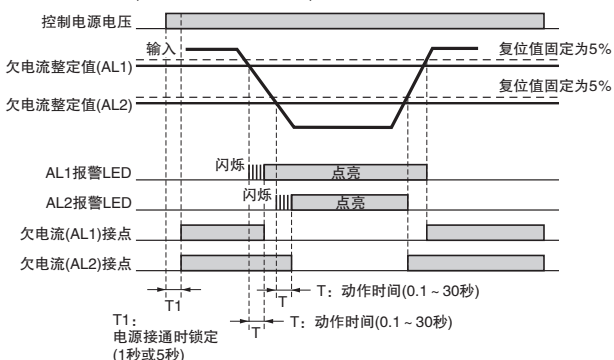 控制电源电压
输入
复位值固定为5%
欠电流整定值(AL1)
复位值固定为5%
欠电流整定值(AL2)
闪烁
AL1报警LED
点亮
闪烁
AL2报警LED
点亮
欠电流(AL1)接点
欠电流(AL2)接点
T1
T
T：动作时间(0.1～30秒)
T1：
T
T：动作时间(0.1～30秒)
电源接通时锁定
(1秒或5秒)